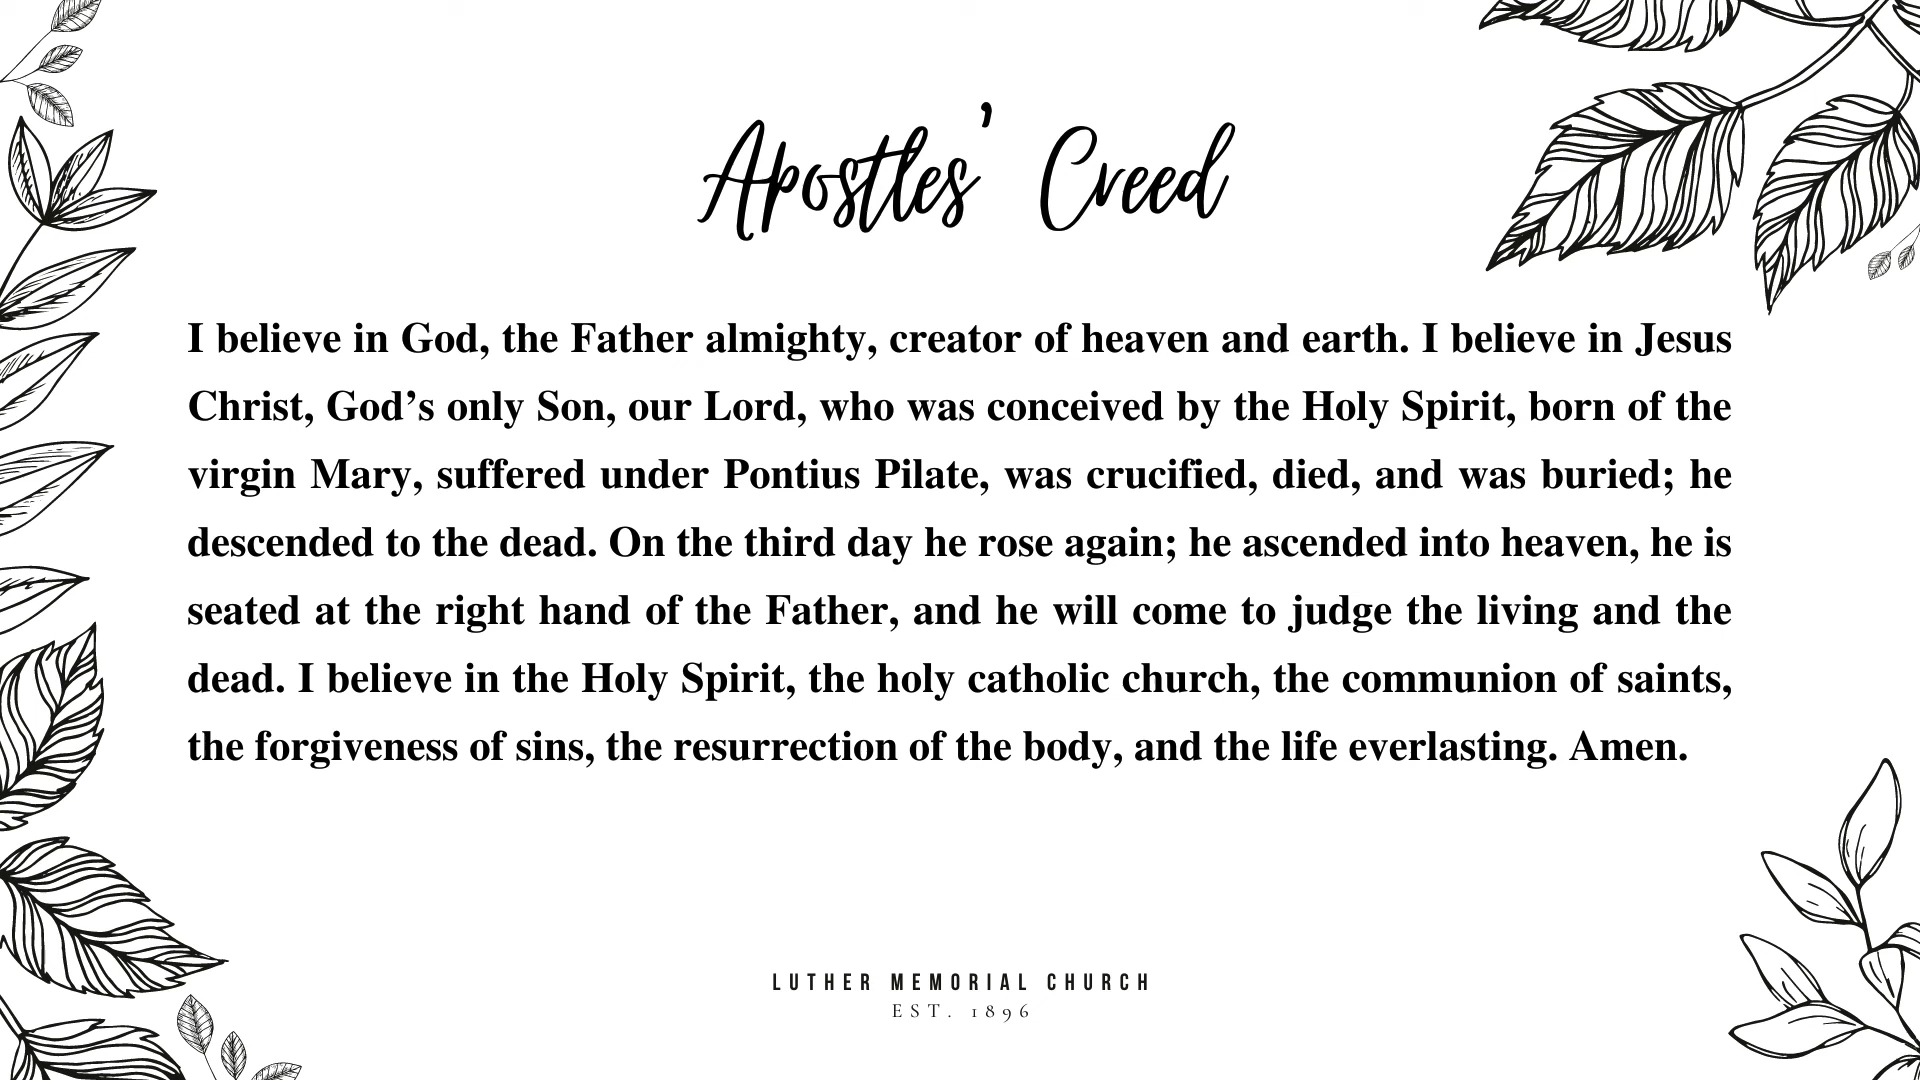 Apostles’ Creed
I believe in God, the Father almighty, creator of heaven and earth. I believe in Jesus
Christ, God’s only Son, our Lord, who was conceived by the Holy Spirit, born of the
virgin Mary, suffered under Pontius Pilate, was crucified, died, and was buried; he
descended to the dead. On the third day he rose again; he ascended into heaven, he is
seated at the right hand of the Father, and he will come to judge the living and the
dead. I believe in the Holy Spirit, the holy catholic church, the communion of saints,
the forgiveness of sins, the resurrection of the body, and the life everlasting. Amen.
LUTHER MEMORIAL CHURCH
EST. 1896